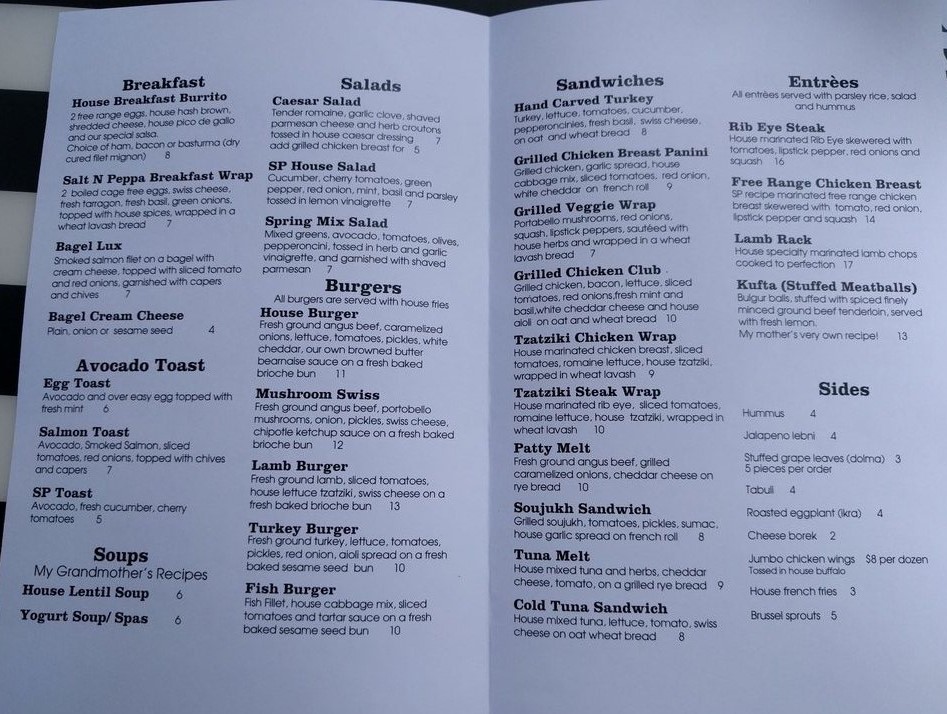 Breakfast
House Breakfast Burrito
2 free range eggs, house hash brown,
shredded cheese, house pico de gallo
and our special salsa.
Choice of ham, bacon or basturma (dry
cured filet mignon) 8
Salt N Peppa Breakfast Wrap
2 boiled cage free eggs, swiss cheese,
fresh tarragon, fresh basil, green onions,
topped with house spices, wrapped in a
wheat lavash bread 7
Bagel Lux
Smoked salmon filet on a bagel with
cream cheese, topped with sliced tomato
and red onions, garnished with capers
and chives 7
Bagel Cream Cheese
Plain, onion or sesame seed 4
Avocado Toast
Egg Toast
Avocado and over easy egg topped with
fresh mint 6
Salmon Toast
Avocado, Smoked Salmon, sliced
tomatoes, red onions, topped with chives
and capers 7
SP Toast
Avocado, fresh cucumber, cherry
tomatoes 5
Soups
My Grandmother's Recipes
House Lentil Soup 6
Yogurt Soup/ Spas 6
Salads
Caesar Salad
Tender romaine, garlic clove, shaved
parmesan cheese and herb croutons
tossed in house caesar dressing 7
add grilled chicken breast for 5
SP House Salad
Cucumber, cherry tomatoes, green
pepper, red onion, mint, basil and parsley
tossed in lemon vinaigrette 7
Spring Mix Salad
Mixed greens, avocado, tomatoes, olives,
pepperoncini, tossed in herb and garlic
vinaigrette, and garnished with shaved
parmesan 7
Burgers
All burgers are served with house fries
House Burger
Fresh ground angus beef, caramelized
onions, lettuce, tomatoes, pickles, white
cheddar, our own browned butter
bearnaise sauce on a fresh baked
brioche bun 11
Mushroom Swiss
Fresh ground angus beef, portobello
mushrooms, onion, pickles, swiss cheese,
chipotle ketchup sauce on a fresh baked
brioche bun 12
Lamb Burger
Fresh ground lamb, sliced tomatoes,
house lettuce tzatziki, swiss cheese on a
fresh baked brioche bun 13
Turkey Burger
Fresh ground turkey, lettuce, tomatoes,
pickles, red onion, aioli spread on a fresh
baked sesame seed bun 10
Fish Burger
Fish Fillet, house cabbage mix, sliced
tomatoes and tartar sauce on a fresh
baked sesame seed bun 10
Sandwiches
Hand Carved Turkey
Turkey, lettuce, tomatoes, cucumber,
pepperoncinies, fresh basil, swiss cheese,
on oat and wheat bread 8
Grilled Chicken Breast Panini
Grilled chicken, garlic spread, house
cabbage mix, sliced tomatoes, red onion,
white cheddar on french roll 9
Grilled Veggie Wrap
Portabello mushrooms, red onions,
squash, lipstick peppers, sautéed with
house herbs and wrapped in a wheat
lavash bread 7
Grilled Chicken Club
Grilled chicken, bacon, lettuce, sliced
tomatoes, red onions,fresh mint and
basil,white cheddar cheese and house
aioli on oat and wheat bread 10
Tzatziki Chicken Wrap
House marinated chicken breast, sliced
tomatoes, romaine lettuce, house tzatziki,
wrapped in wheat lavash 9
Tzatziki Steak Wrap
House marinated rib eye, sliced tomatoes,
romaine lettuce, house tzatziki, wrapped in
wheat lavash 10
Patty Melt
Fresh ground angus beef, grilled
caramelized onions, cheddar cheese on
rye bread 10
Soujukh Sandwich
Grilled soujukh, tomatoes, pickles, sumac,
house garlic spread on french roll 8
Tuna Melt
House mixed tuna and herbs, cheddar
cheese, tomato, on a grilled rye bread 9
Cold Tuna Sandwich
House mixed tuna, lettuce, tomato, swiss
cheese on oat wheat bread 8
Entrèes
All entrèes served with parsley rice, salad
and hummus
Rib Eye Steak
House marinated Rib Eye skewered with
tomatoes, lipstick pepper, red onions and
squash 16
Free Range Chicken Breast
SP recipe marinated free range chicken
breast skewered with tomato, red onion,
lipstick pepper and squash 14
Lamb Rack
House specialty marinated lamb chops
cooked to perfection 17
Kufta (Stuffed Meatballs)
Bulgur balls, stuffed with spiced finely
minced ground beef tenderloin, served
with fresh lemon.
My mother's very own recipe! 13
Sides
Hummus 4
Jalapeno lebni 4
Stuffed grape leaves (dolma) 3
5 pieces per order
Tabuli 4
Roasted eggplant (ikra) 4
Cheese borek 2
Jumbo chicken wings $8 per dozen
Tossed in house buffalo
House french fries 3
Brussel sprouts 5